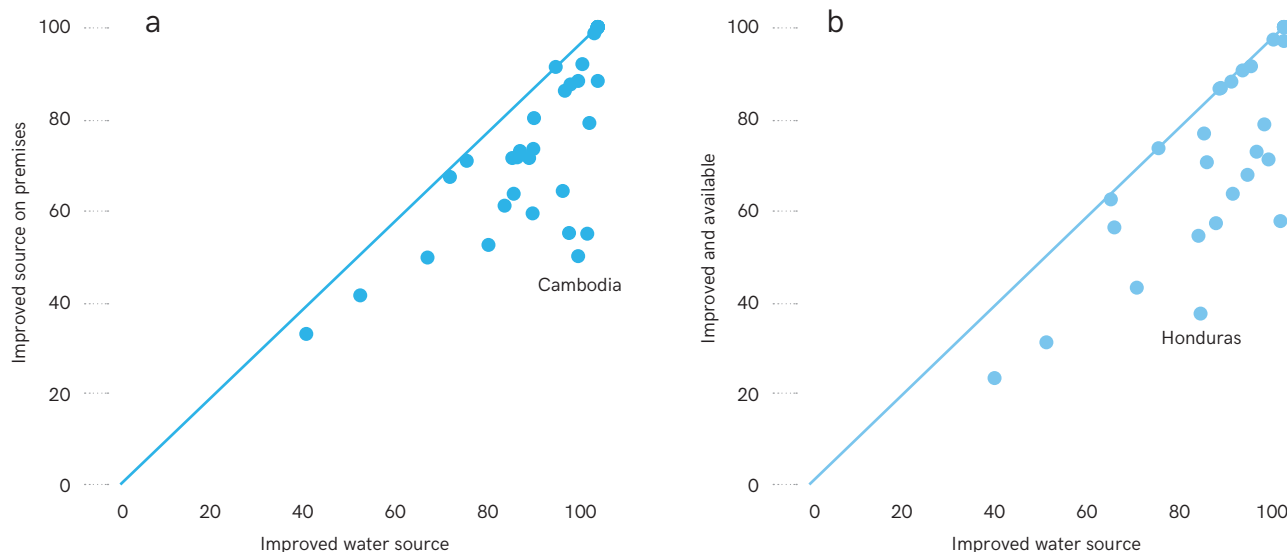 a
Improved source on premises
100
80
60
40
20
0
Cambodia
0 20 40 60 80 100
Improved water source
b
Improved and available
100
80
60
40
20
0
Honduras
0 20 40 60 80 100
Improved water source